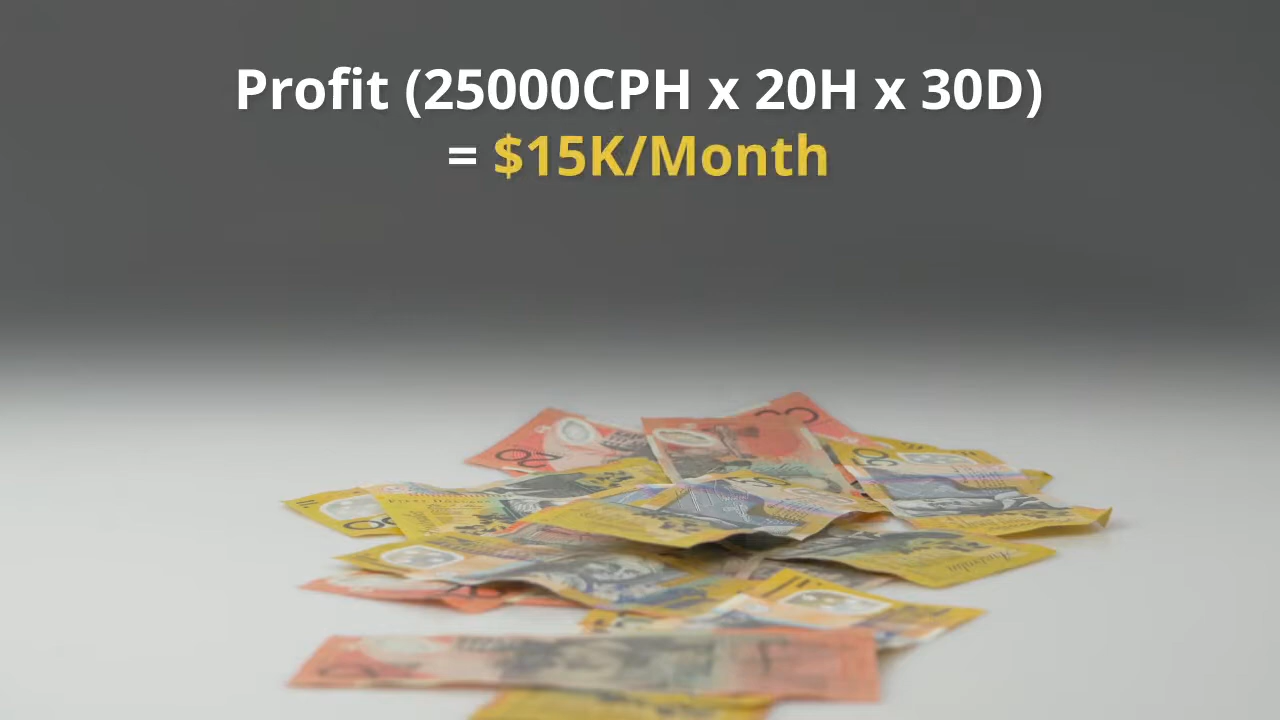 Profit (25000CPH x 20H x 30D)
= $15K/Month